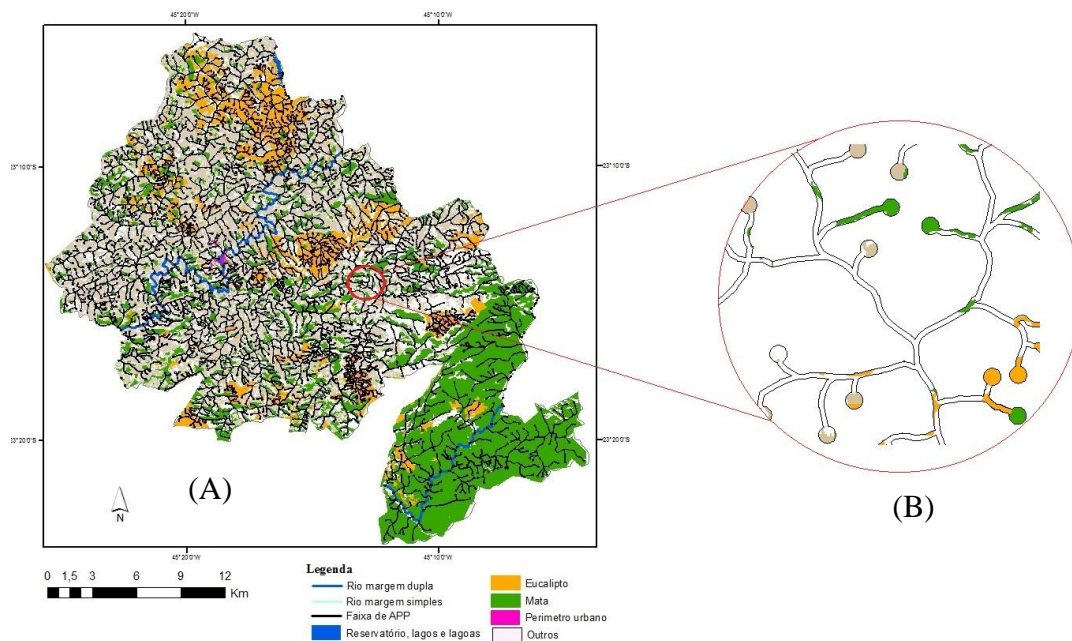 45°20'0"W
45°10'0"W
23°10'0"S
23°10'0"S
23°20'0"S
23°20'0"S
(A)
(B)
N
45°20'0"W
45°10'0"W
0 1,5 3 6 9 12
Km
Legenda
Rio margem dupla
Rio margem simples
Faixa de APP
Reservatório, lagos e lagoas
Eucalipto
Mata
Perimetro urbano
Outros